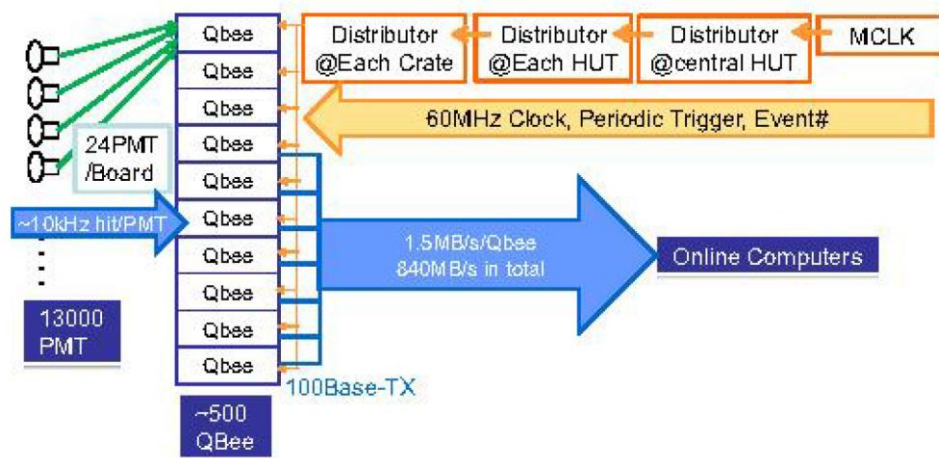 Qbee
Qbee
Qbee
Qbee
Qbee
Qbee
Qbee
Qbee
Qbee
Qbee
Distributor
@Each Crate
Distributor
@Each HUT
Distributor
@central HUT
MCLK
60MHz Clock, Periodic Trigger, Event#
24PMT
/Board
~10kHz hit/PMT
1.5MB/s/Qbee
840MB/s in total
Online Computers
13000
PMT
100Base-TX
~500
QBee